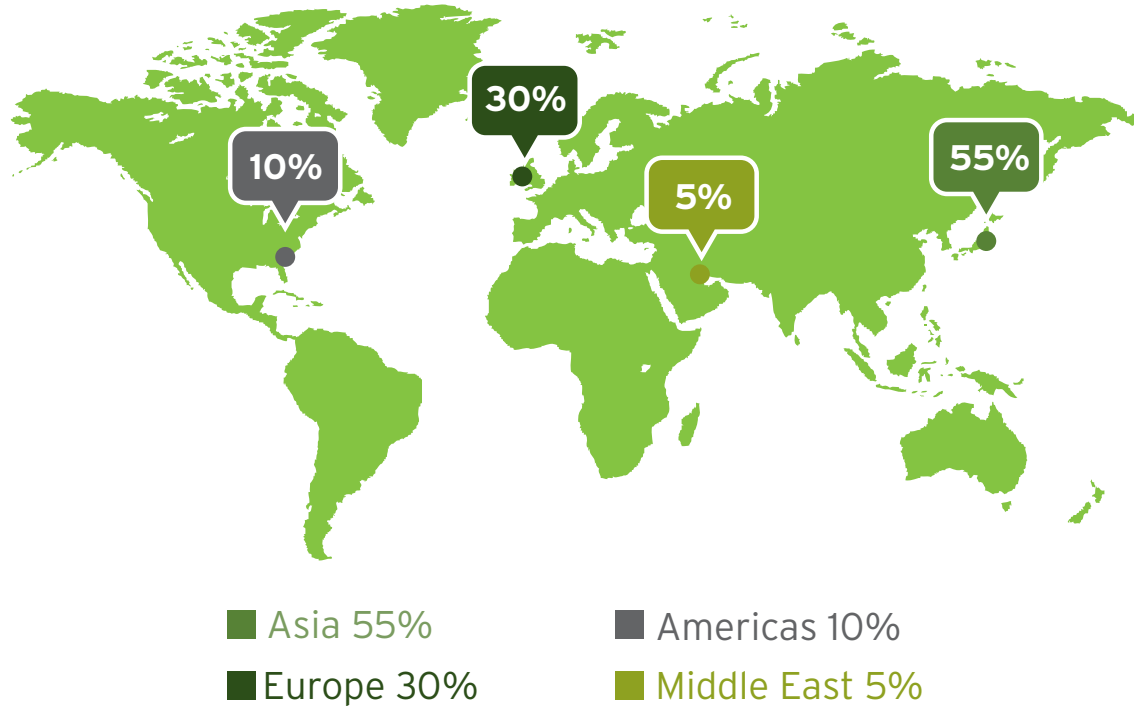 30%
10%
55%
5%
Asia 55%
Americas 10%
Europe 30%
Middle East 5%